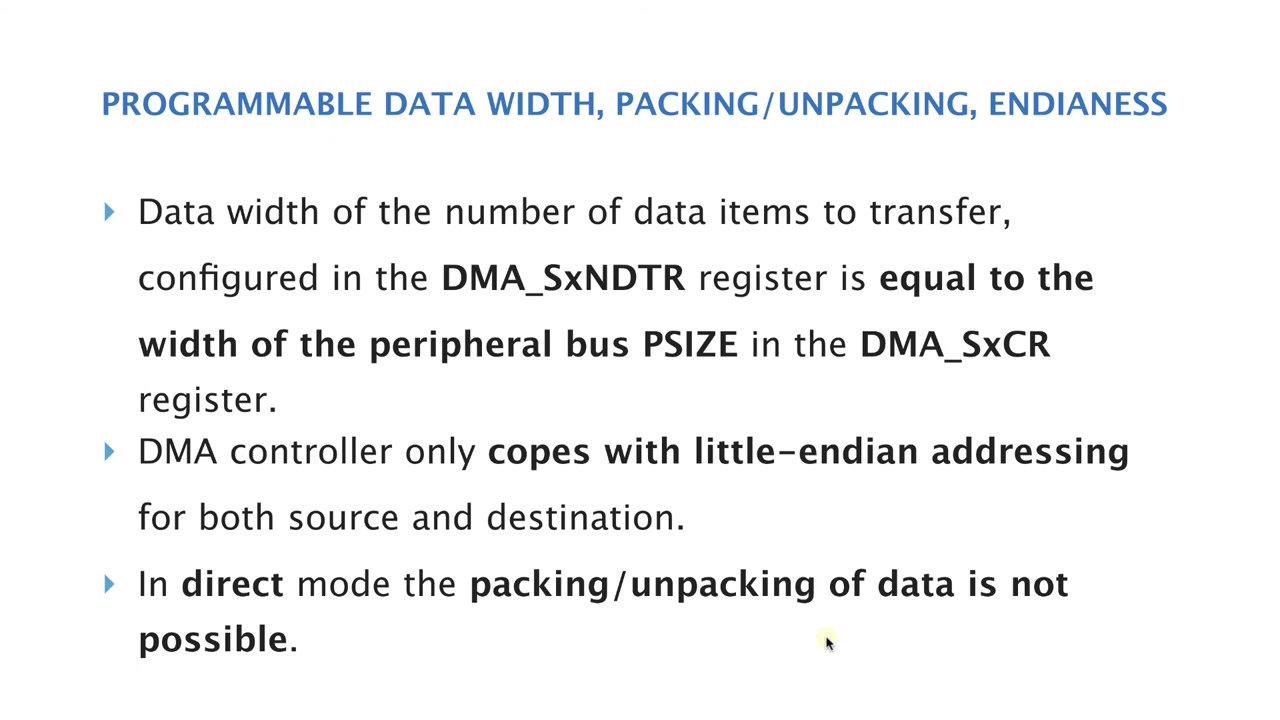 PROGRAMMABLE DATA WIDTH, PACKING/UNPACKING, ENDIANESS
Data width of the number of data items to transfer,
configured in the DMA_SxNDTR register is equal to the
width of the peripheral bus PSIZE in the DMA_SxCR
register.
DMA controller only copes with little-endian addressing
for both source and destination.
In direct mode the packing/unpacking of data is not
possible.